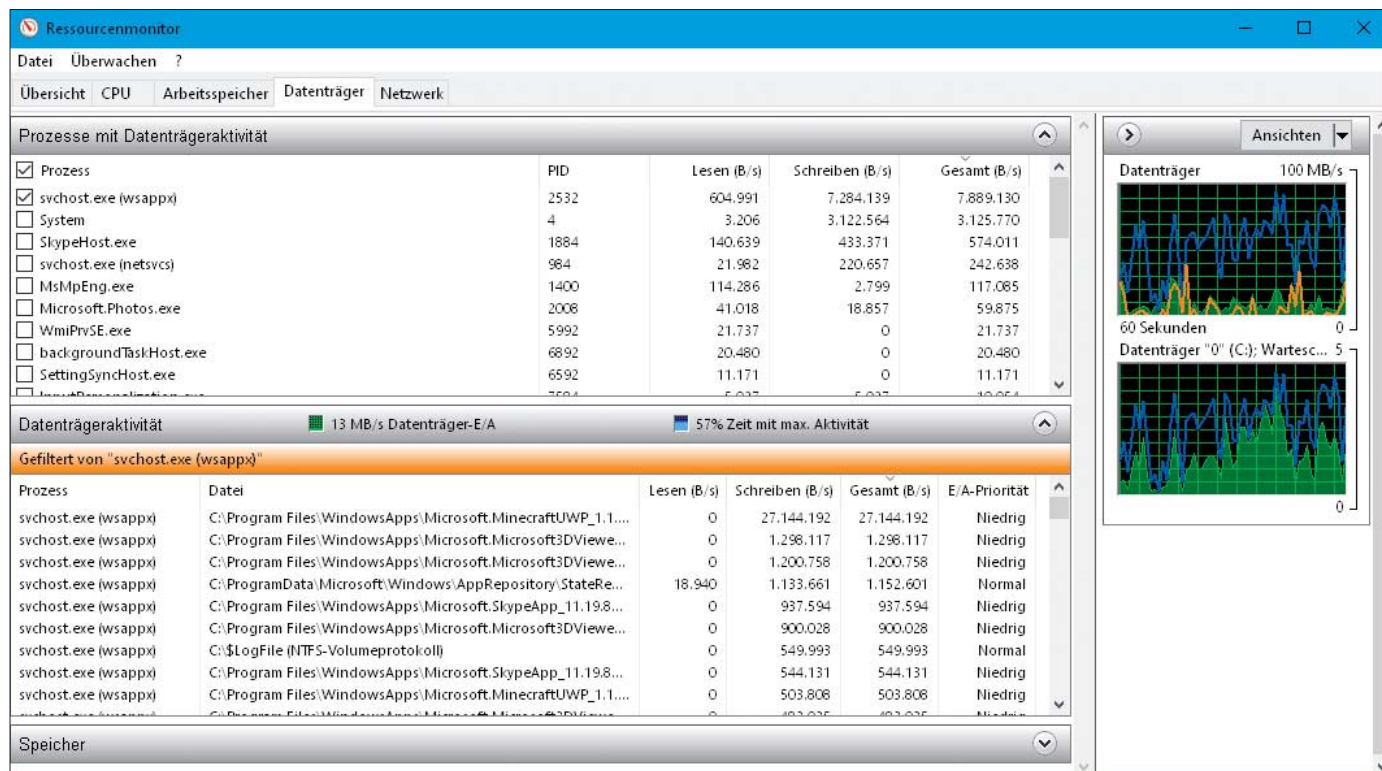 Ressourcenmonitor
Datei Überwachen ?
Übersicht CPU Arbeitsspeicher Datenträger Netzwerk
Prozesse mit Datenträgeraktivität
Prozess PID Lesen (B/s) Schreiben (B/s) Gesamt (B/s)
svchost.exe (wsappx) 2532 604.991 7.284.139 7.889.130
System 4 3.206 3.122.564 3.125.770
SkypeHost.exe 1884 140.639 433.371 574.011
svchost.exe (netsvcs) 984 21.982 220.657 242.638
MsMpEng.exe 1400 114.286 2.799 117.085
Microsoft.Photos.exe 2008 41.018 18.857 59.875
WmiPrvSE.exe 5992 21.737 0 21.737
backgroundTaskHost.exe 6892 20.480 0 20.480
SettingSyncHost.exe 6592 11.171 0 11.171
Datenträgeraktivität 13 MB/s Datenträger-E/A 57% Zeit mit max. Aktivität
Gefiltert von "svchost.exe (wsappx)"
Prozess Datei Lesen (B/s) Schreiben (B/s) Gesamt (B/s) E/A-Priorität
svchost.exe (wsappx) C:\Program Files\WindowsApps\Microsoft.MinecraftUWP_1.1.... 0 27.144.192 27.144.192 Niedrig
svchost.exe (wsappx) C:\Program Files\WindowsApps\Microsoft.Microsoft3DViewe... 0 1.298.117 1.298.117 Niedrig
svchost.exe (wsappx) C:\Program Files\WindowsApps\Microsoft.Microsoft3DViewe... 0 1.200.758 1.200.758 Niedrig
svchost.exe (wsappx) C:\ProgramData\Microsoft\Windows\AppRepository\StateRe... 18.940 1.133.661 1.152.601 Normal
svchost.exe (wsappx) C:\Program Files\WindowsApps\Microsoft.SkypeApp_11.19.8... 0 937.594 937.594 Niedrig
svchost.exe (wsappx) C:\Program Files\WindowsApps\Microsoft.Microsoft3DViewe... 0 900.028 900.028 Niedrig
svchost.exe (wsappx) C:\$LogFile (NTFS-Volumeprotokoll) 0 549.993 549.993 Normal
svchost.exe (wsappx) C:\Program Files\WindowsApps\Microsoft.SkypeApp_11.19.8... 0 544.131 544.131 Niedrig
svchost.exe (wsappx) C:\Program Files\WindowsApps\Microsoft.MinecraftUWP_1.1.... 0 503.808 503.808 Niedrig
Speicher
Ansichten
Datenträger 100 MB/s
60 Sekunden 0
Datenträger "0" (C:); Wartesc... 5
0